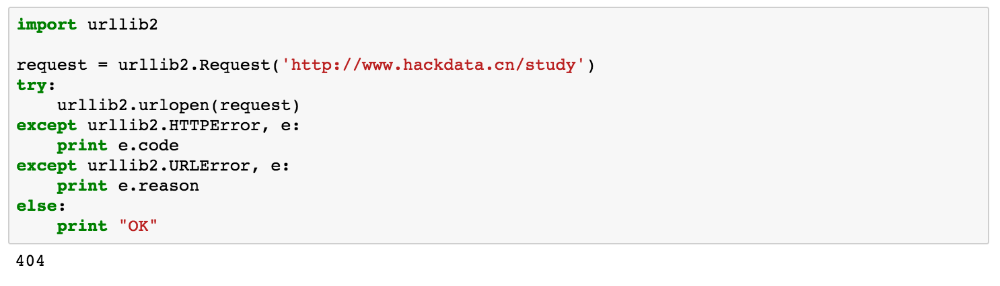 import urllib2

request = urllib2.Request('http://www.hackdata.cn/study')
try:
    urllib2.urlopen(request)
except urllib2.HTTPError, e:
    print e.code
except urllib2.URLError, e:
    print e.reason
else:
    print "OK"
404